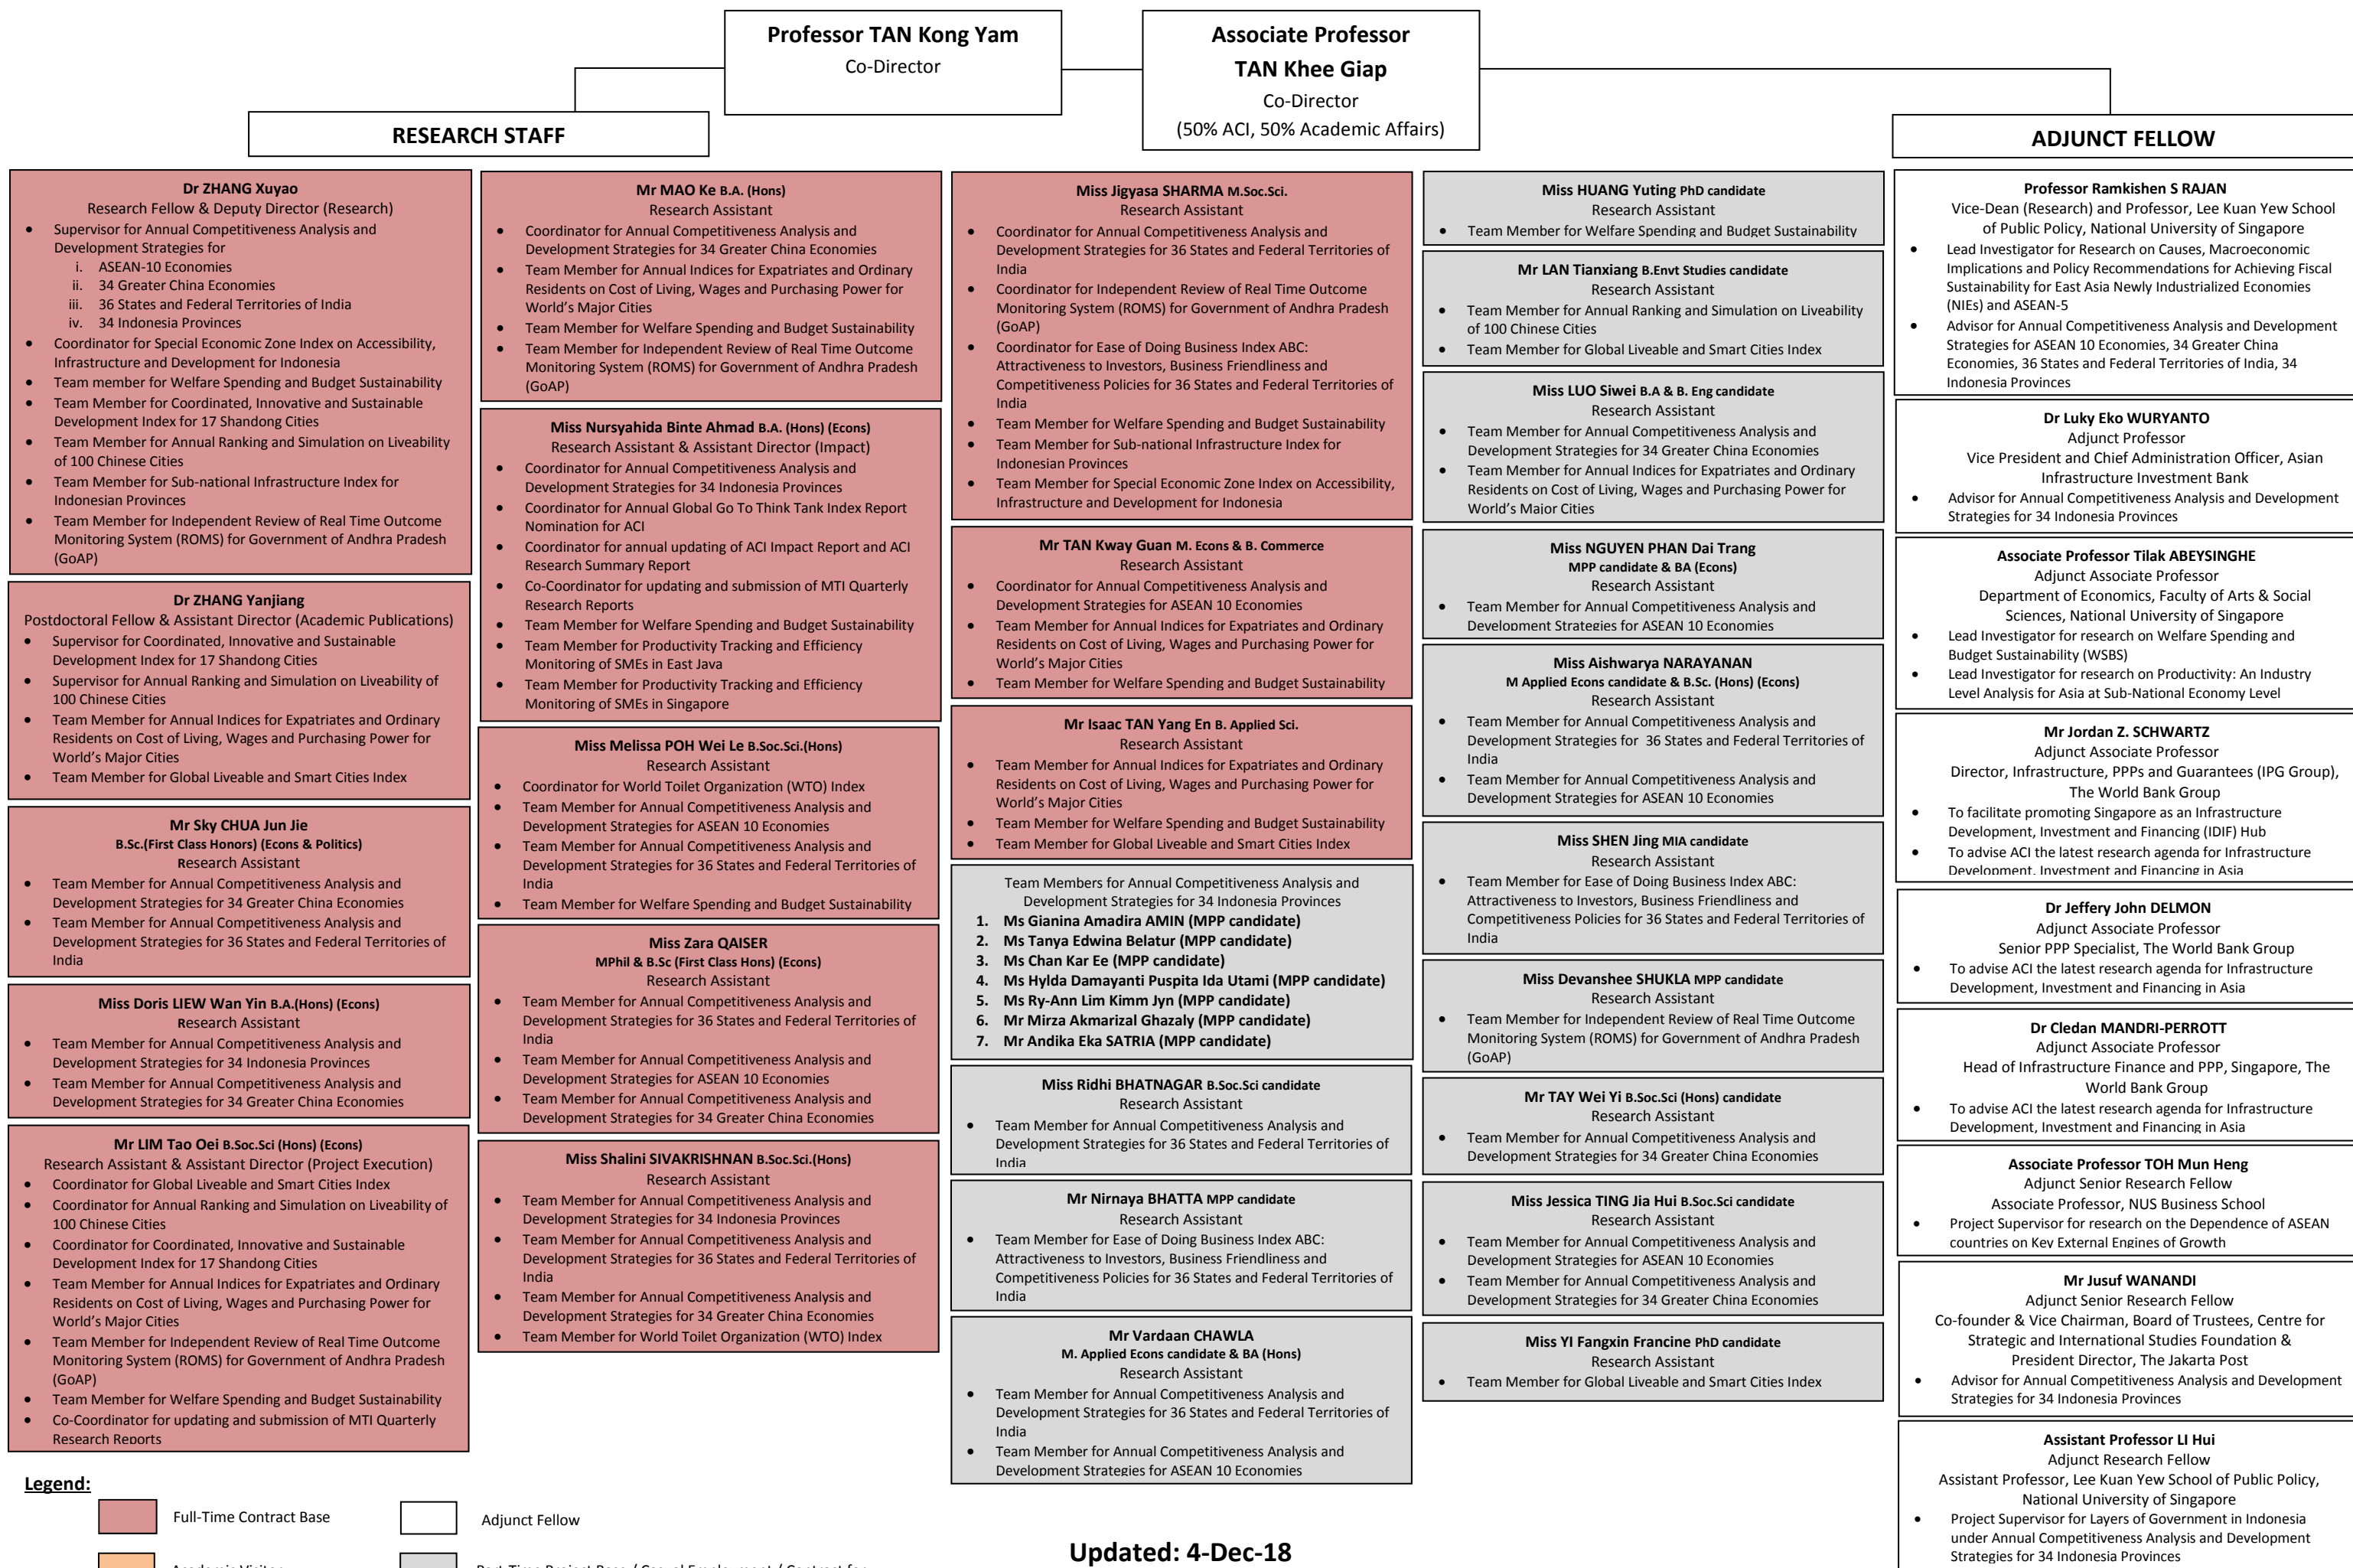 Professor TAN Kong Yam
Co-Director
Associate Professor
TAN Khee Giap
Co-Director
(50% ACI, 50% Academic Affairs)
RESEARCH STAFF
ADJUNCT FELLOW
Dr ZHANG Xuyao
Research Fellow & Deputy Director (Research)
• Supervisor for Annual Competitiveness Analysis and
Development Strategies for
i. ASEAN-10 Economies
ii. 34 Greater China Economies
iii. 36 States and Federal Territories of India
iv. 34 Indonesia Provinces
• Coordinator for Special Economic Zone Index on Accessibility,
Infrastructure and Development for Indonesia
• Team member for Welfare Spending and Budget Sustainability
• Team Member for Coordinated, Innovative and Sustainable
Development Index for 17 Shandong Cities
• Team Member for Annual Ranking and Simulation on Liveability
of 100 Chinese Cities
• Team Member for Sub-national Infrastructure Index for
Indonesian Provinces
• Team Member for Independent Review of Real Time Outcome
Monitoring System (ROMS) for Government of Andhra Pradesh
(GoAP)
Dr ZHANG Yanjiang
Postdoctoral Fellow & Assistant Director (Academic Publications)
• Supervisor for Coordinated, Innovative and Sustainable
Development Index for 17 Shandong Cities
• Supervisor for Annual Ranking and Simulation on Liveability of
100 Chinese Cities
• Team Member for Annual Indices for Expatriates and Ordinary
Residents on Cost of Living, Wages and Purchasing Power for
World's Major Cities
• Team Member for Global Liveable and Smart Cities Index
Mr Sky CHUA Jun Jie
B.Sc.(First Class Honors) (Econs & Politics)
Research Assistant
• Team Member for Annual Competitiveness Analysis and
Development Strategies for 34 Greater China Economies
• Team Member for Annual Competitiveness Analysis and
Development Strategies for 36 States and Federal Territories of
India
Miss Doris LIEW Wan Yin B.A.(Hons) (Econs)
Research Assistant
• Team Member for Annual Competitiveness Analysis and
Development Strategies for 34 Indonesia Provinces
• Team Member for Annual Competitiveness Analysis and
Development Strategies for 34 Greater China Economies
Mr LIM Tao Oei B.Soc.Sci (Hons) (Econs)
Research Assistant & Assistant Director (Project Execution)
• Coordinator for Global Liveable and Smart Cities Index
• Coordinator for Annual Ranking and Simulation on Liveability of
100 Chinese Cities
• Coordinator for Coordinated, Innovative and Sustainable
Development Index for 17 Shandong Cities
• Team Member for Annual Indices for Expatriates and Ordinary
Residents on Cost of Living, Wages and Purchasing Power for
World's Major Cities
• Team Member for Independent Review of Real Time Outcome
Monitoring System (ROMS) for Government of Andhra Pradesh
(GoAP)
• Team Member for Welfare Spending and Budget Sustainability
• Co-Coordinator for updating and submission of MTI Quarterly
Research Reports
Mr MAO Ke B.A. (Hons)
Research Assistant
• Coordinator for Annual Competitiveness Analysis and
Development Strategies for 34 Greater China Economies
• Team Member for Annual Indices for Expatriates and Ordinary
Residents on Cost of Living, Wages and Purchasing Power for
World's Major Cities
• Team Member for Welfare Spending and Budget Sustainability
• Team Member for Independent Review of Real Time Outcome
Monitoring System (ROMS) for Government of Andhra Pradesh
(GoAP)
Miss Nursyahida Binte Ahmad B.A. (Hons) (Econs)
Research Assistant & Assistant Director (Impact)
• Coordinator for Annual Competitiveness Analysis and
Development Strategies for 34 Indonesia Provinces
• Coordinator for Annual Global Go To Think Tank Index Report
Nomination for ACI
• Coordinator for annual updating of ACI Impact Report and ACI
Research Summary Report
• Co-Coordinator for updating and submission of MTI Quarterly
Research Reports
• Team Member for Welfare Spending and Budget Sustainability
• Team Member for Productivity Tracking and Efficiency
Monitoring of SMEs in East Java
• Team Member for Productivity Tracking and Efficiency
Monitoring of SMEs in Singapore
Miss Melissa POH Wei Le B.Soc.Sci.(Hons)
Research Assistant
• Coordinator for World Toilet Organization (WTO) Index
• Team Member for Annual Competitiveness Analysis and
Development Strategies for ASEAN 10 Economies
• Team Member for Annual Competitiveness Analysis and
Development Strategies for 36 States and Federal Territories of
India
• Team Member for Welfare Spending and Budget Sustainability
Miss Zara QAISER
MPhil & B.Sc (First Class Hons) (Econs)
Research Assistant
• Team Member for Annual Competitiveness Analysis and
Development Strategies for 36 States and Federal Territories of
India
• Team Member for Annual Competitiveness Analysis and
Development Strategies for ASEAN 10 Economies
• Team Member for Annual Competitiveness Analysis and
Development Strategies for 34 Greater China Economies
Miss Shalini SIVAKRISHNAN B.Soc.Sci.(Hons)
Research Assistant
• Team Member for Annual Competitiveness Analysis and
Development Strategies for 34 Indonesia Provinces
• Team Member for Annual Competitiveness Analysis and
Development Strategies for 36 States and Federal Territories of
India
• Team Member for Annual Competitiveness Analysis and
Development Strategies for 34 Greater China Economies
• Team Member for World Toilet Organization (WTO) Index
Miss Jigyasa SHARMA M.Soc.Sci.
Research Assistant
• Coordinator for Annual Competitiveness Analysis and
Development Strategies for 36 States and Federal Territories of
India
• Coordinator for Independent Review of Real Time Outcome
Monitoring System (ROMS) for Government of Andhra Pradesh
(GoAP)
• Coordinator for Ease of Doing Business Index ABC:
Attractiveness to Investors, Business Friendliness and
Competitiveness Policies for 36 States and Federal Territories of
India
• Team Member for Welfare Spending and Budget Sustainability
• Team Member for Sub-national Infrastructure Index for
Indonesian Provinces
• Team Member for Special Economic Zone Index on Accessibility,
Infrastructure and Development for Indonesia
Mr TAN Kway Guan M. Econs & B. Commerce
Research Assistant
• Coordinator for Annual Competitiveness Analysis and
Development Strategies for ASEAN 10 Economies
• Team Member for Annual Indices for Expatriates and Ordinary
Residents on Cost of Living, Wages and Purchasing Power for
World's Major Cities
• Team Member for Welfare Spending and Budget Sustainability
Mr Isaac TAN Yang En B. Applied Sci.
Research Assistant
• Team Member for Annual Indices for Expatriates and Ordinary
Residents on Cost of Living, Wages and Purchasing Power for
World's Major Cities
• Team Member for Welfare Spending and Budget Sustainability
• Team Member for Global Liveable and Smart Cities Index
Team Members for Annual Competitiveness Analysis and
Development Strategies for 34 Indonesia Provinces
1. Ms Gianina Amadira AMIN (MPP candidate)
2. Ms Tanya Edwina Belatur (MPP candidate)
3. Ms Chan Kar Ee (MPP candidate)
4. Ms Hylda Damayanti Puspita Ida Utami (MPP candidate)
5. Ms Ry-Ann Lim Kimm Jyn (MPP candidate)
6. Mr Mirza Akmarizal Ghazaly (MPP candidate)
7. Mr Andika Eka SATRIA (MPP candidate)
Miss Ridhi BHATNAGAR B.Soc.Sci candidate
Research Assistant
• Team Member for Annual Competitiveness Analysis and
Development Strategies for 36 States and Federal Territories of
India
Mr Nirnaya BHATTA MPP candidate
Research Assistant
• Team Member for Ease of Doing Business Index ABC:
Attractiveness to Investors, Business Friendliness and
Competitiveness Policies for 36 States and Federal Territories of
India
Mr Vardaan CHAWLA
M. Applied Econs candidate & BA (Hons)
Research Assistant
• Team Member for Annual Competitiveness Analysis and
Development Strategies for 36 States and Federal Territories of
India
• Team Member for Annual Competitiveness Analysis and
Development Strategies for ASEAN 10 Economies
Miss HUANG Yuting PhD candidate
Research Assistant
• Team Member for Welfare Spending and Budget Sustainability
Mr LAN Tianxiang B.Envt Studies candidate
Research Assistant
• Team Member for Annual Ranking and Simulation on Liveability
of 100 Chinese Cities
• Team Member for Global Liveable and Smart Cities Index
Miss LUO Siwei B.A & B. Eng candidate
Research Assistant
• Team Member for Annual Competitiveness Analysis and
Development Strategies for 34 Greater China Economies
• Team Member for Annual Indices for Expatriates and Ordinary
Residents on Cost of Living, Wages and Purchasing Power for
World's Major Cities
Miss NGUYEN PHAN Dai Trang
MPP candidate & BA (Econs)
Research Assistant
• Team Member for Annual Competitiveness Analysis and
Development Strategies for ASEAN 10 Economies
Miss Aishwarya NARAYANAN
M Applied Econs candidate & B.Sc. (Hons) (Econs)
Research Assistant
• Team Member for Annual Competitiveness Analysis and
Development Strategies for 36 States and Federal Territories of
India
• Team Member for Annual Competitiveness Analysis and
Development Strategies for ASEAN 10 Economies
Miss SHEN Jing MIA candidate
Research Assistant
• Team Member for Ease of Doing Business Index ABC:
Attractiveness to Investors, Business Friendliness and
Competitiveness Policies for 36 States and Federal Territories of
India
Miss Devanshee SHUKLA MPP candidate
Research Assistant
• Team Member for Independent Review of Real Time Outcome
Monitoring System (ROMS) for Government of Andhra Pradesh
(GoAP)
Mr TAY Wei Yi B.Soc.Sci (Hons) candidate
Research Assistant
• Team Member for Annual Competitiveness Analysis and
Development Strategies for 34 Greater China Economies
Miss Jessica TING Jia Hui B.Soc.Sci candidate
Research Assistant
• Team Member for Annual Competitiveness Analysis and
Development Strategies for ASEAN 10 Economies
• Team Member for Annual Competitiveness Analysis and
Development Strategies for 34 Greater China Economies
Miss YI Fangxin Francine PhD candidate
Research Assistant
• Team Member for Global Liveable and Smart Cities Index
Professor Ramkishen S RAJAN
Vice-Dean (Research) and Professor, Lee Kuan Yew School
of Public Policy, National University of Singapore
• Lead Investigator for Research on Causes, Macroeconomic
Implications and Policy Recommendations for Achieving Fiscal
Sustainability for East Asia Newly Industrialized Economies
(NIEs) and ASEAN-5
• Advisor for Annual Competitiveness Analysis and Development
Strategies for ASEAN 10 Economies, 34 Greater China
Economies, 36 States and Federal Territories of India, 34
Indonesia Provinces
Dr Luky Eko WURYANTO
Adjunct Professor
Vice President and Chief Administration Officer, Asian
Infrastructure Investment Bank
• Advisor for Annual Competitiveness Analysis and Development
Strategies for 34 Indonesia Provinces
Associate Professor Tilak ABEYSINGHE
Adjunct Associate Professor
Department of Economics, Faculty of Arts & Social
Sciences, National University of Singapore
• Lead Investigator for research on Welfare Spending and
Budget Sustainability (WSBS)
• Lead Investigator for research on Productivity: An Industry
Level Analysis for Asia at Sub-National Economy Level
Mr Jordan Z. SCHWARTZ
Adjunct Associate Professor
Director, Infrastructure, PPPs and Guarantees (IPG Group),
The World Bank Group
• To facilitate promoting Singapore as an Infrastructure
Development, Investment and Financing (IDIF) Hub
• To advise ACI the latest research agenda for Infrastructure
Development, Investment and Financing in Asia
Dr Jeffery John DELMON
Adjunct Associate Professor
Senior PPP Specialist, The World Bank Group
• To advise ACI the latest research agenda for Infrastructure
Development, Investment and Financing in Asia
Dr Cledan MANDRI-PERROTT
Adjunct Associate Professor
Head of Infrastructure Finance and PPP, Singapore, The
World Bank Group
• To advise ACI the latest research agenda for Infrastructure
Development, Investment and Financing in Asia
Associate Professor TOH Mun Heng
Adjunct Senior Research Fellow
Associate Professor, NUS Business School
• Project Supervisor for research on the Dependence of ASEAN
countries on Key External Engines of Growth
Mr Jusuf WANANDI
Adjunct Senior Research Fellow
Co-founder & Vice Chairman, Board of Trustees, Centre for
Strategic and International Studies Foundation &
President Director, The Jakarta Post
• Advisor for Annual Competitiveness Analysis and Development
Strategies for 34 Indonesia Provinces
Assistant Professor LI Hui
Adjunct Research Fellow
Assistant Professor, Lee Kuan Yew School of Public Policy,
National University of Singapore
• Project Supervisor for Layers of Government in Indonesia
under Annual Competitiveness Analysis and Development
Strategies for 34 Indonesia Provinces
Legend:
Full-Time Contract Base
Adjunct Fellow
Academic Visitor
Part-Time Project Base / Casual Employment / Contract for
Updated: 4-Dec-18